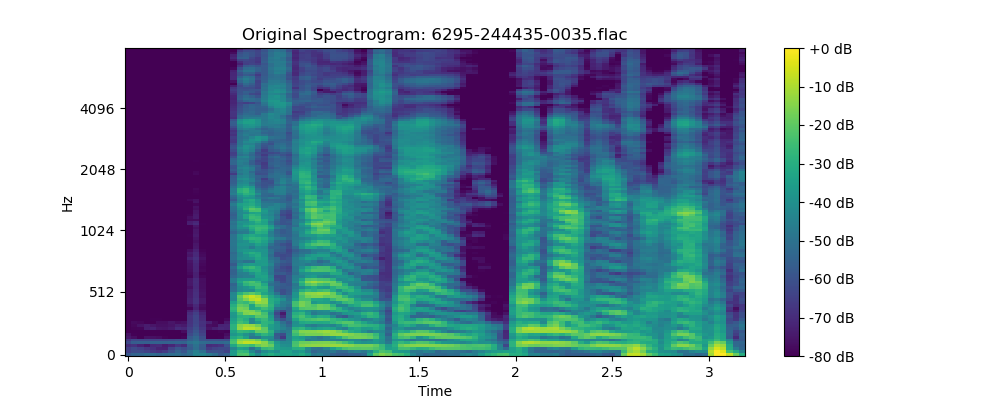 Original Spectrogram: 6295-244435-0035.flac
Hz
4096
2048
1024
512
0
0
0.5
1
1.5
2
2.5
3
Time
+0 dB
-10 dB
-20 dB
-30 dB
-40 dB
-50 dB
-60 dB
-70 dB
-80 dB